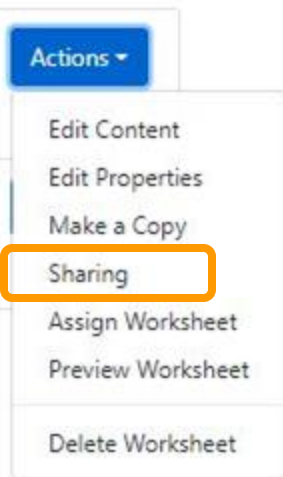 Actions
Edit Content
Edit Properties
Make a Copy
Sharing
Assign Worksheet
Preview Worksheet
Delete Worksheet